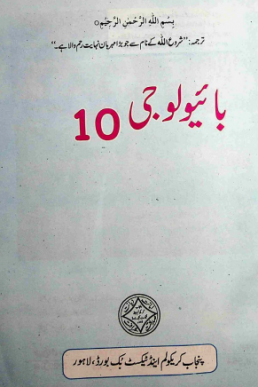 بِسْمِ اللّٰهِ الرَّحْمٰنِ الرَّحِيْمِ
ترجمہ: "شروع اللہ کے نام سے جو بڑا مہربان نہایت رحم والا ہے۔"
بائیولوجی 10
پنجاب کریکولم اینڈ ٹیکسٹ بک بورڈ، لاہور